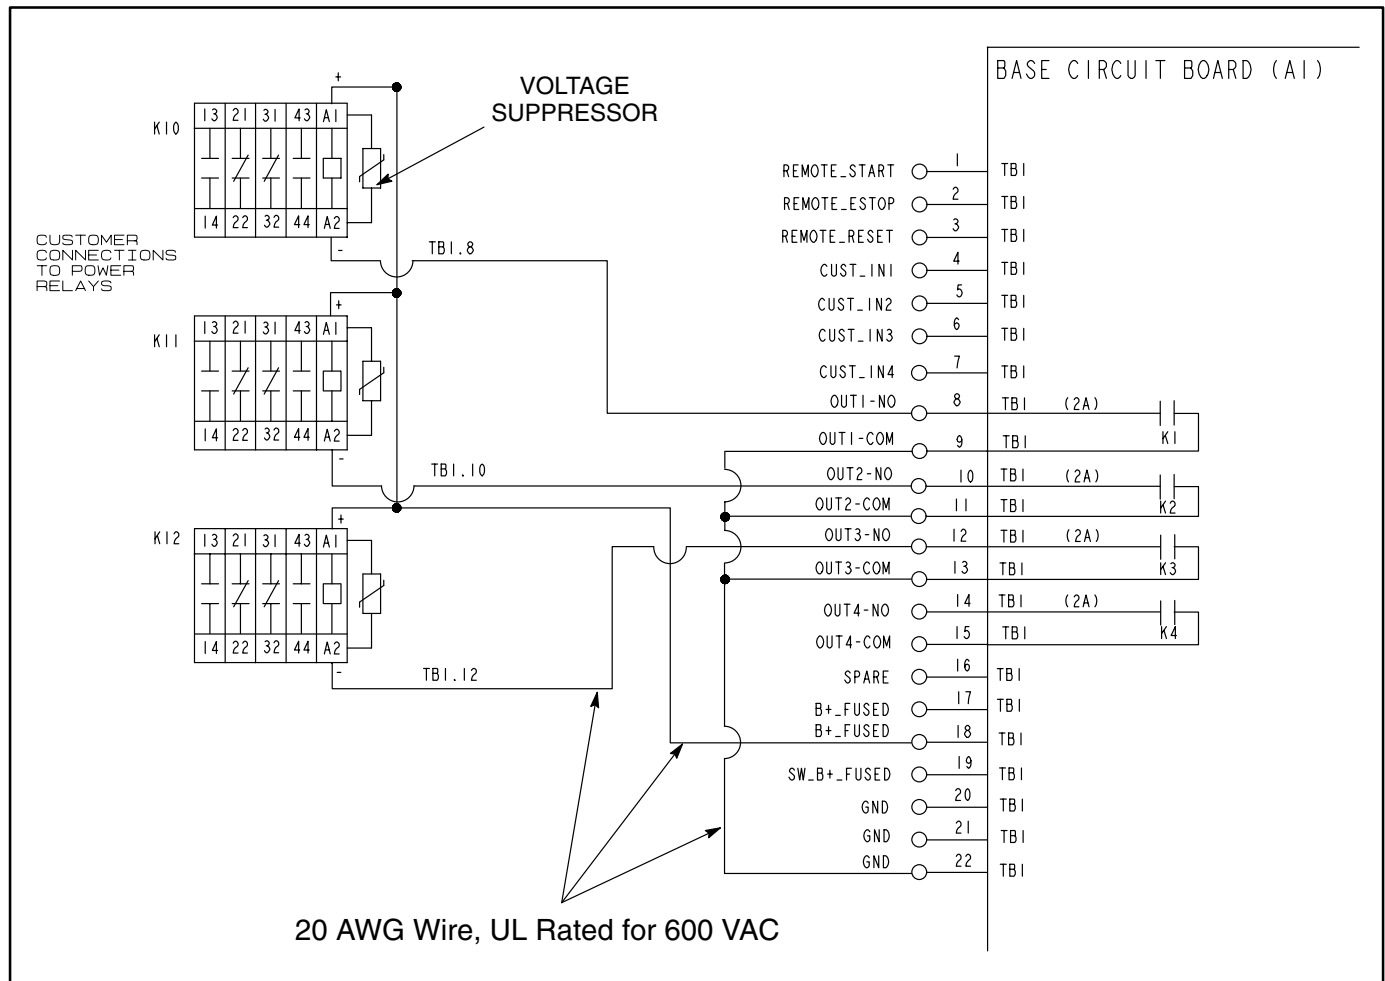 BASE CIRCUIT BOARD (A1)
VOLTAGE
SUPPRESSOR
+
K10
13 21 31 43 A1
14 22 32 44 A2
-
TB1.8
CUSTOMER
CONNECTIONS
TO POWER
RELAYS
+
K11
13 21 31 43 A1
14 22 32 44 A2
-
TB1.10
+
K12
13 21 31 43 A1
14 22 32 44 A2
-
TB1.12
REMOTE_START 1 TB1
REMOTE_ESTOP 2 TB1
REMOTE_RESET 3 TB1
CUST_IN1 4 TB1
CUST_IN2 5 TB1
CUST_IN3 6 TB1
CUST_IN4 7 TB1
OUT1-NO 8 TB1 (2A)
K1
OUT1-COM 9 TB1
OUT2-NO 10 TB1 (2A)
K2
OUT2-COM 11 TB1
OUT3-NO 12 TB1 (2A)
K3
OUT3-COM 13 TB1
OUT4-NO 14 TB1 (2A)
K4
OUT4-COM 15 TB1
SPARE 16 TB1
B+_FUSED 17 TB1
B+_FUSED 18 TB1
SW_B+_FUSED 19 TB1
GND 20 TB1
GND 21 TB1
GND 22 TB1
20 AWG Wire, UL Rated for 600 VAC